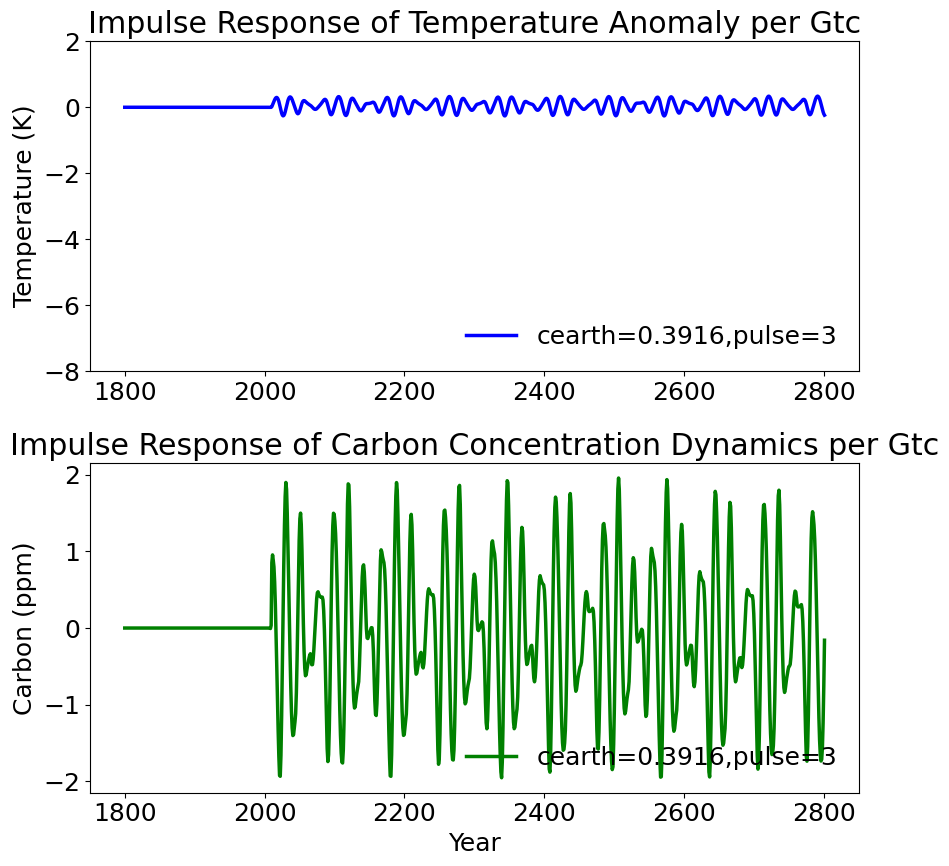 Impulse Response of Temperature Anomaly per Gtc
2
0
−2
−4
−6
−8
Temperature (K)
cearth=0.3916,pulse=3
1800 2000 2200 2400 2600 2800
Impulse Response of Carbon Concentration Dynamics per Gtc
2
1
0
−1
−2
Carbon (ppm)
cearth=0.3916,pulse=3
1800 2000 2200 2400 2600 2800
Year